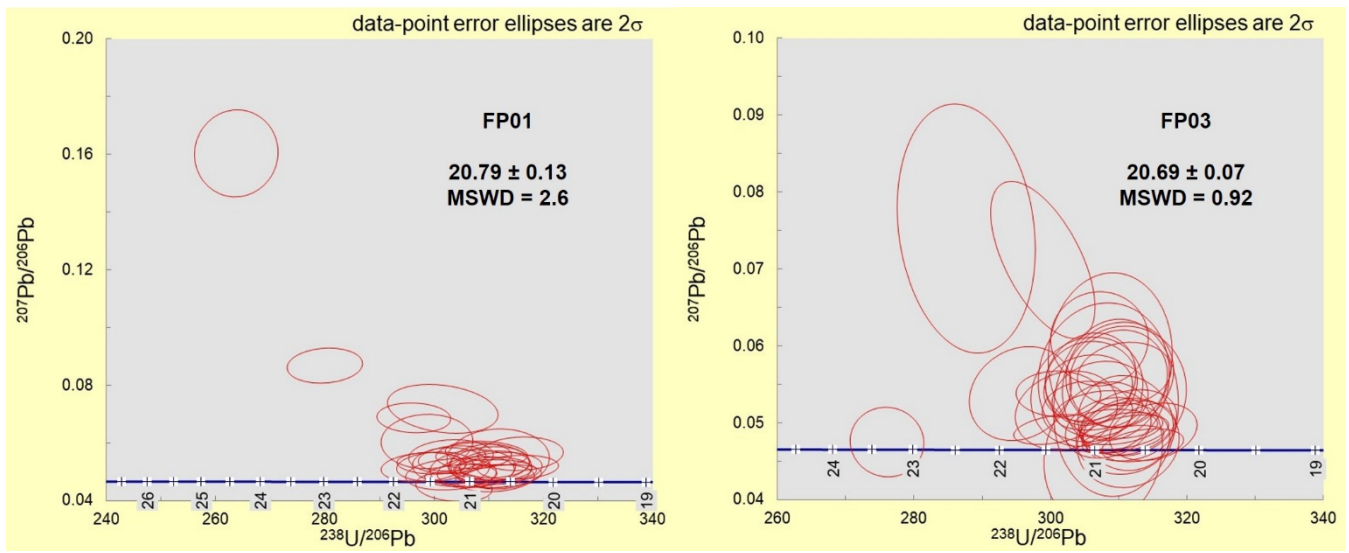 data-point error ellipses are 2σ
0.20
0.16
0.12
0.08
0.04
²⁰⁷Pb/²⁰⁶Pb
FP01
20.79 ± 0.13
MSWD = 2.6
26 25 24 23 22 21 20 19
240 260 280 300 320 340
²³⁸U/²⁰⁶Pb
data-point error ellipses are 2σ
0.10
0.09
0.08
0.07
0.06
0.05
0.04
²⁰⁷Pb/²⁰⁶Pb
FP03
20.69 ± 0.07
MSWD = 0.92
24 23 22 21 20 19
260 280 300 320 340
²³⁸U/²⁰⁶Pb